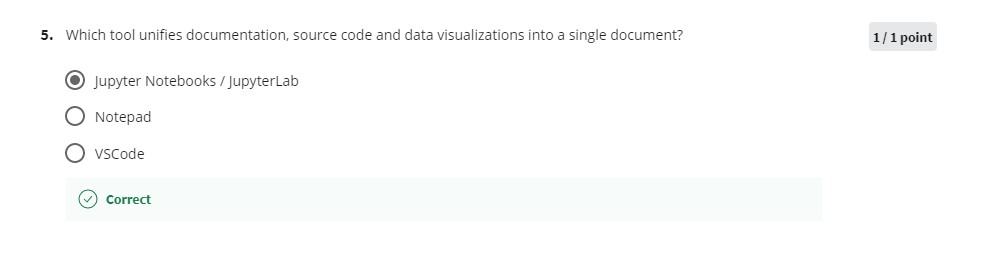 5. Which tool unifies documentation, source code and data visualizations into a single document?
1 / 1 point
Jupyter Notebooks / JupyterLab
Notepad
VSCode
Correct